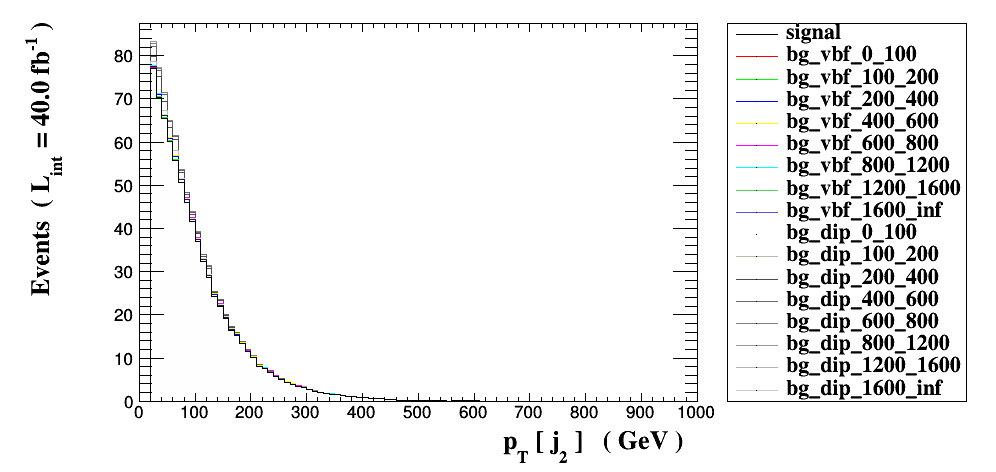 Events ( L_int = 40.0 fb^-1 )
80
70
60
50
40
30
20
10
0
0 100 200 300 400 500 600 700 800 900 1000
p_T [ j_2 ] ( GeV )
signal
bg_vbf_0_100
bg_vbf_100_200
bg_vbf_200_400
bg_vbf_400_600
bg_vbf_600_800
bg_vbf_800_1200
bg_vbf_1200_1600
bg_vbf_1600_inf
bg_dip_0_100
bg_dip_100_200
bg_dip_200_400
bg_dip_400_600
bg_dip_600_800
bg_dip_800_1200
bg_dip_1200_1600
bg_dip_1600_inf